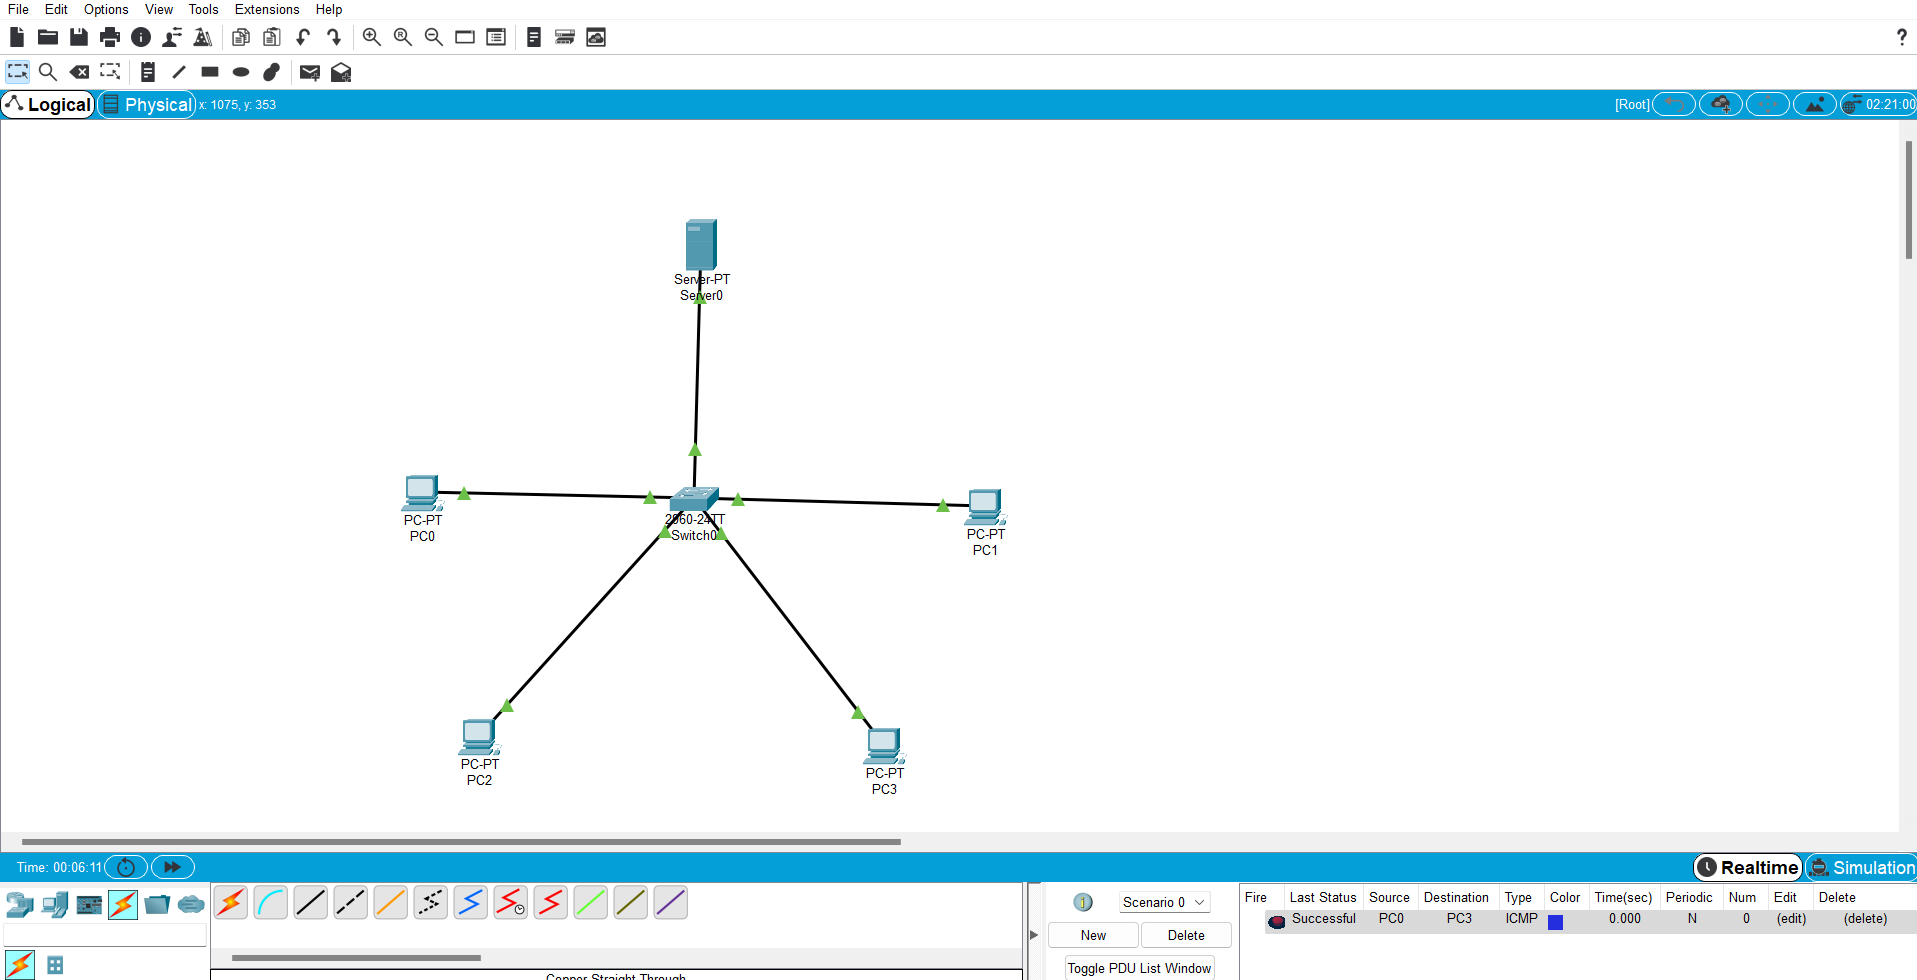 File Edit Options View Tools Extensions Window Help
Logical Physical x: 1075, y: 353 [Root] 02:21:00
Server-PT
Server0
PC-PT
PC0
2960-24TT
Switch0
PC-PT
PC1
PC-PT
PC2
PC-PT
PC3
Time: 00:06:11 Realtime Simulation
Scenario 0
New Delete
Toggle PDU List Window
Fire Last Status Source Destination Type Color Time(sec) Periodic Num Edit Delete
Successful PC0 PC3 ICMP 0.000 N 0 (edit) (delete)
Copper Straight-Through